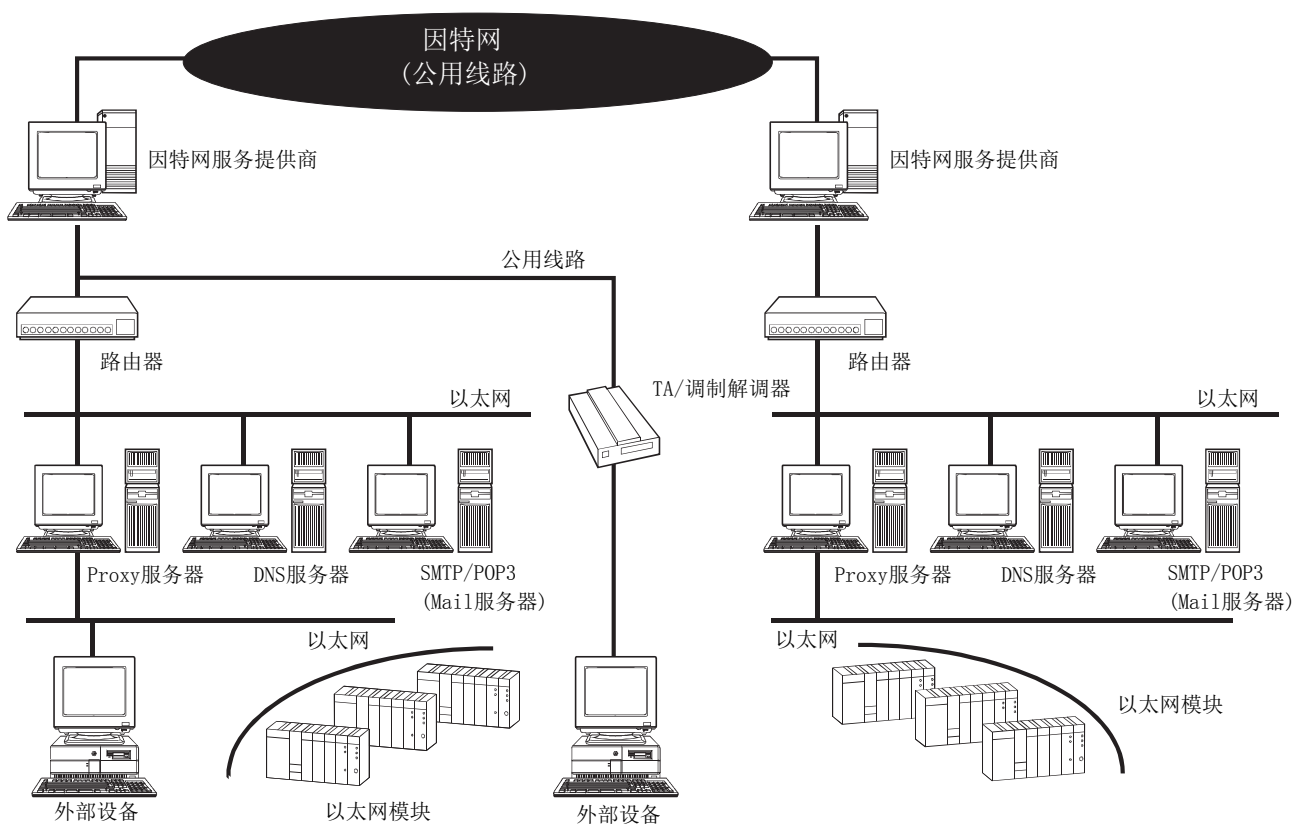 因特网
(公用线路)
因特网服务提供商
因特网服务提供商
公用线路
路由器
路由器
TA/调制解调器
以太网
以太网
Proxy服务器
DNS服务器
SMTP/POP3
(Mail服务器)
Proxy服务器
DNS服务器
SMTP/POP3
(Mail服务器)
以太网
以太网
以太网模块
外部设备
以太网模块
外部设备